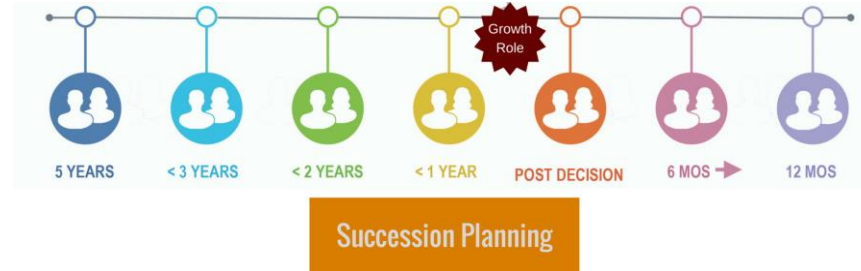 Growth
Role
5 YEARS
< 3 YEARS
< 2 YEARS
< 1 YEAR
POST DECISION
6 MOS
12 MOS
Succession Planning